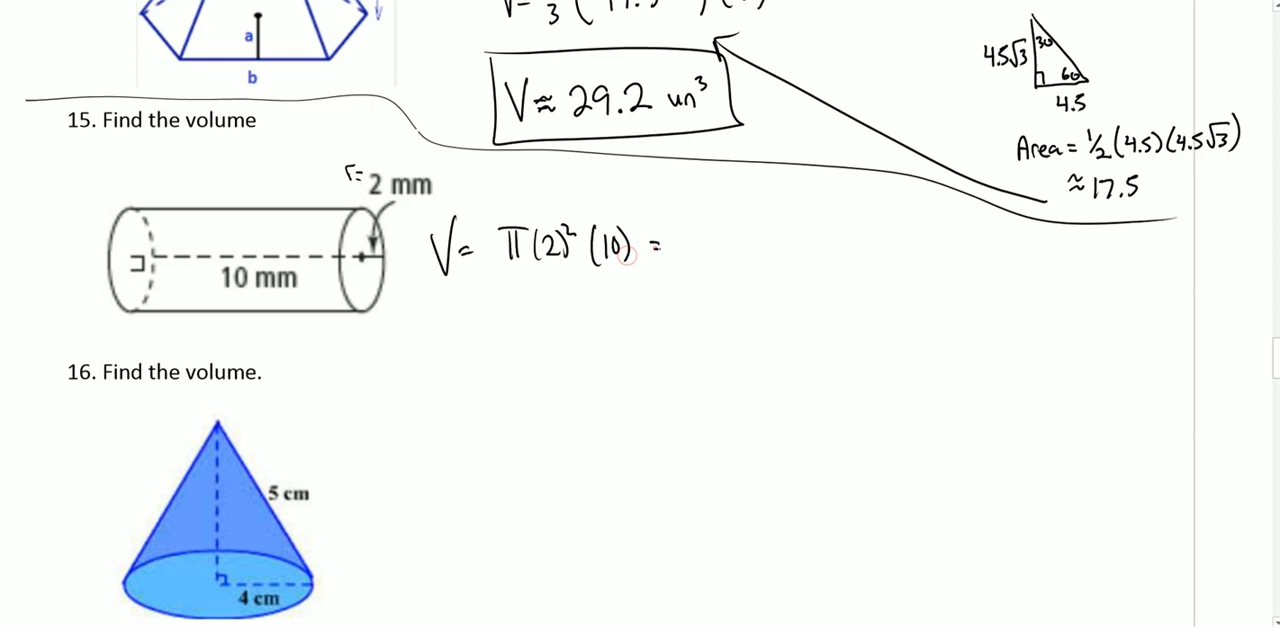 a
b
V
V= 3
V≈ 29.2 un³
4.5√3
30
60
4.5
Area = ½(4.5)(4.5√3)
≈ 17.5
15. Find the volume
r= 2 mm
10 mm
V= π(2)² (10) =
16. Find the volume.
5 cm
4 cm